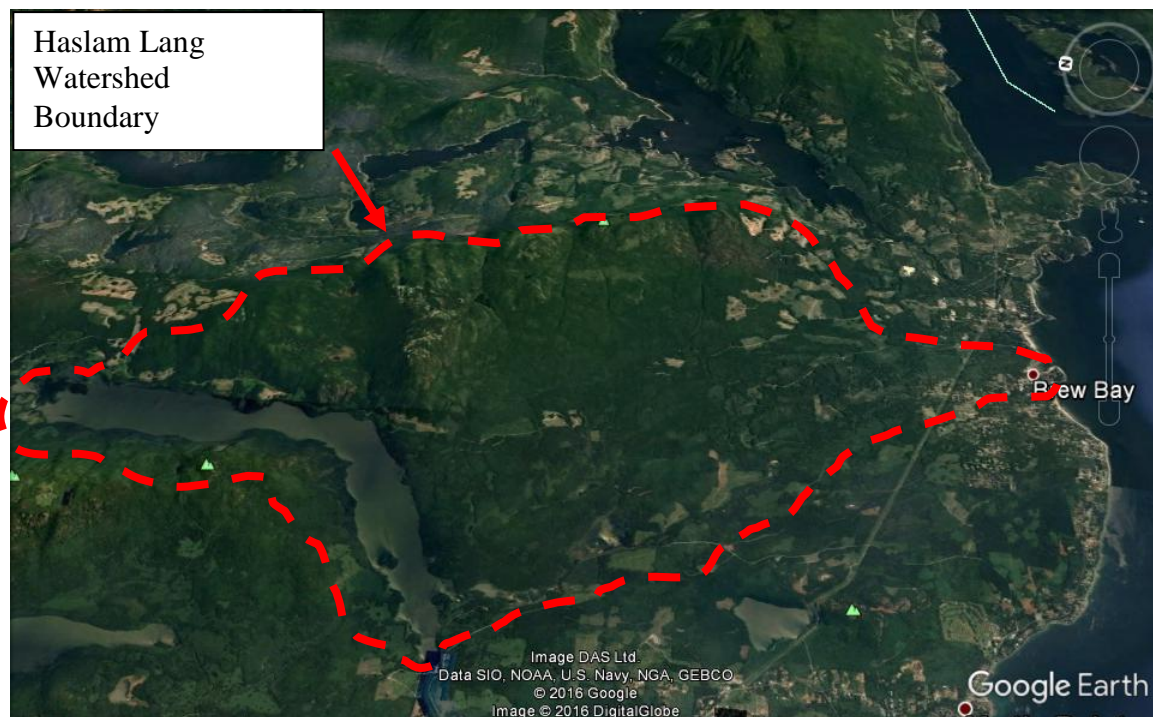 Haslam Lang
Watershed
Boundary
N
Brew Bay
Image DAS Ltd.
Data SIO, NOAA, U.S. Navy, NGA, GEBCO
© 2016 Google
Image © 2016 DigitalGlobe
Google Earth